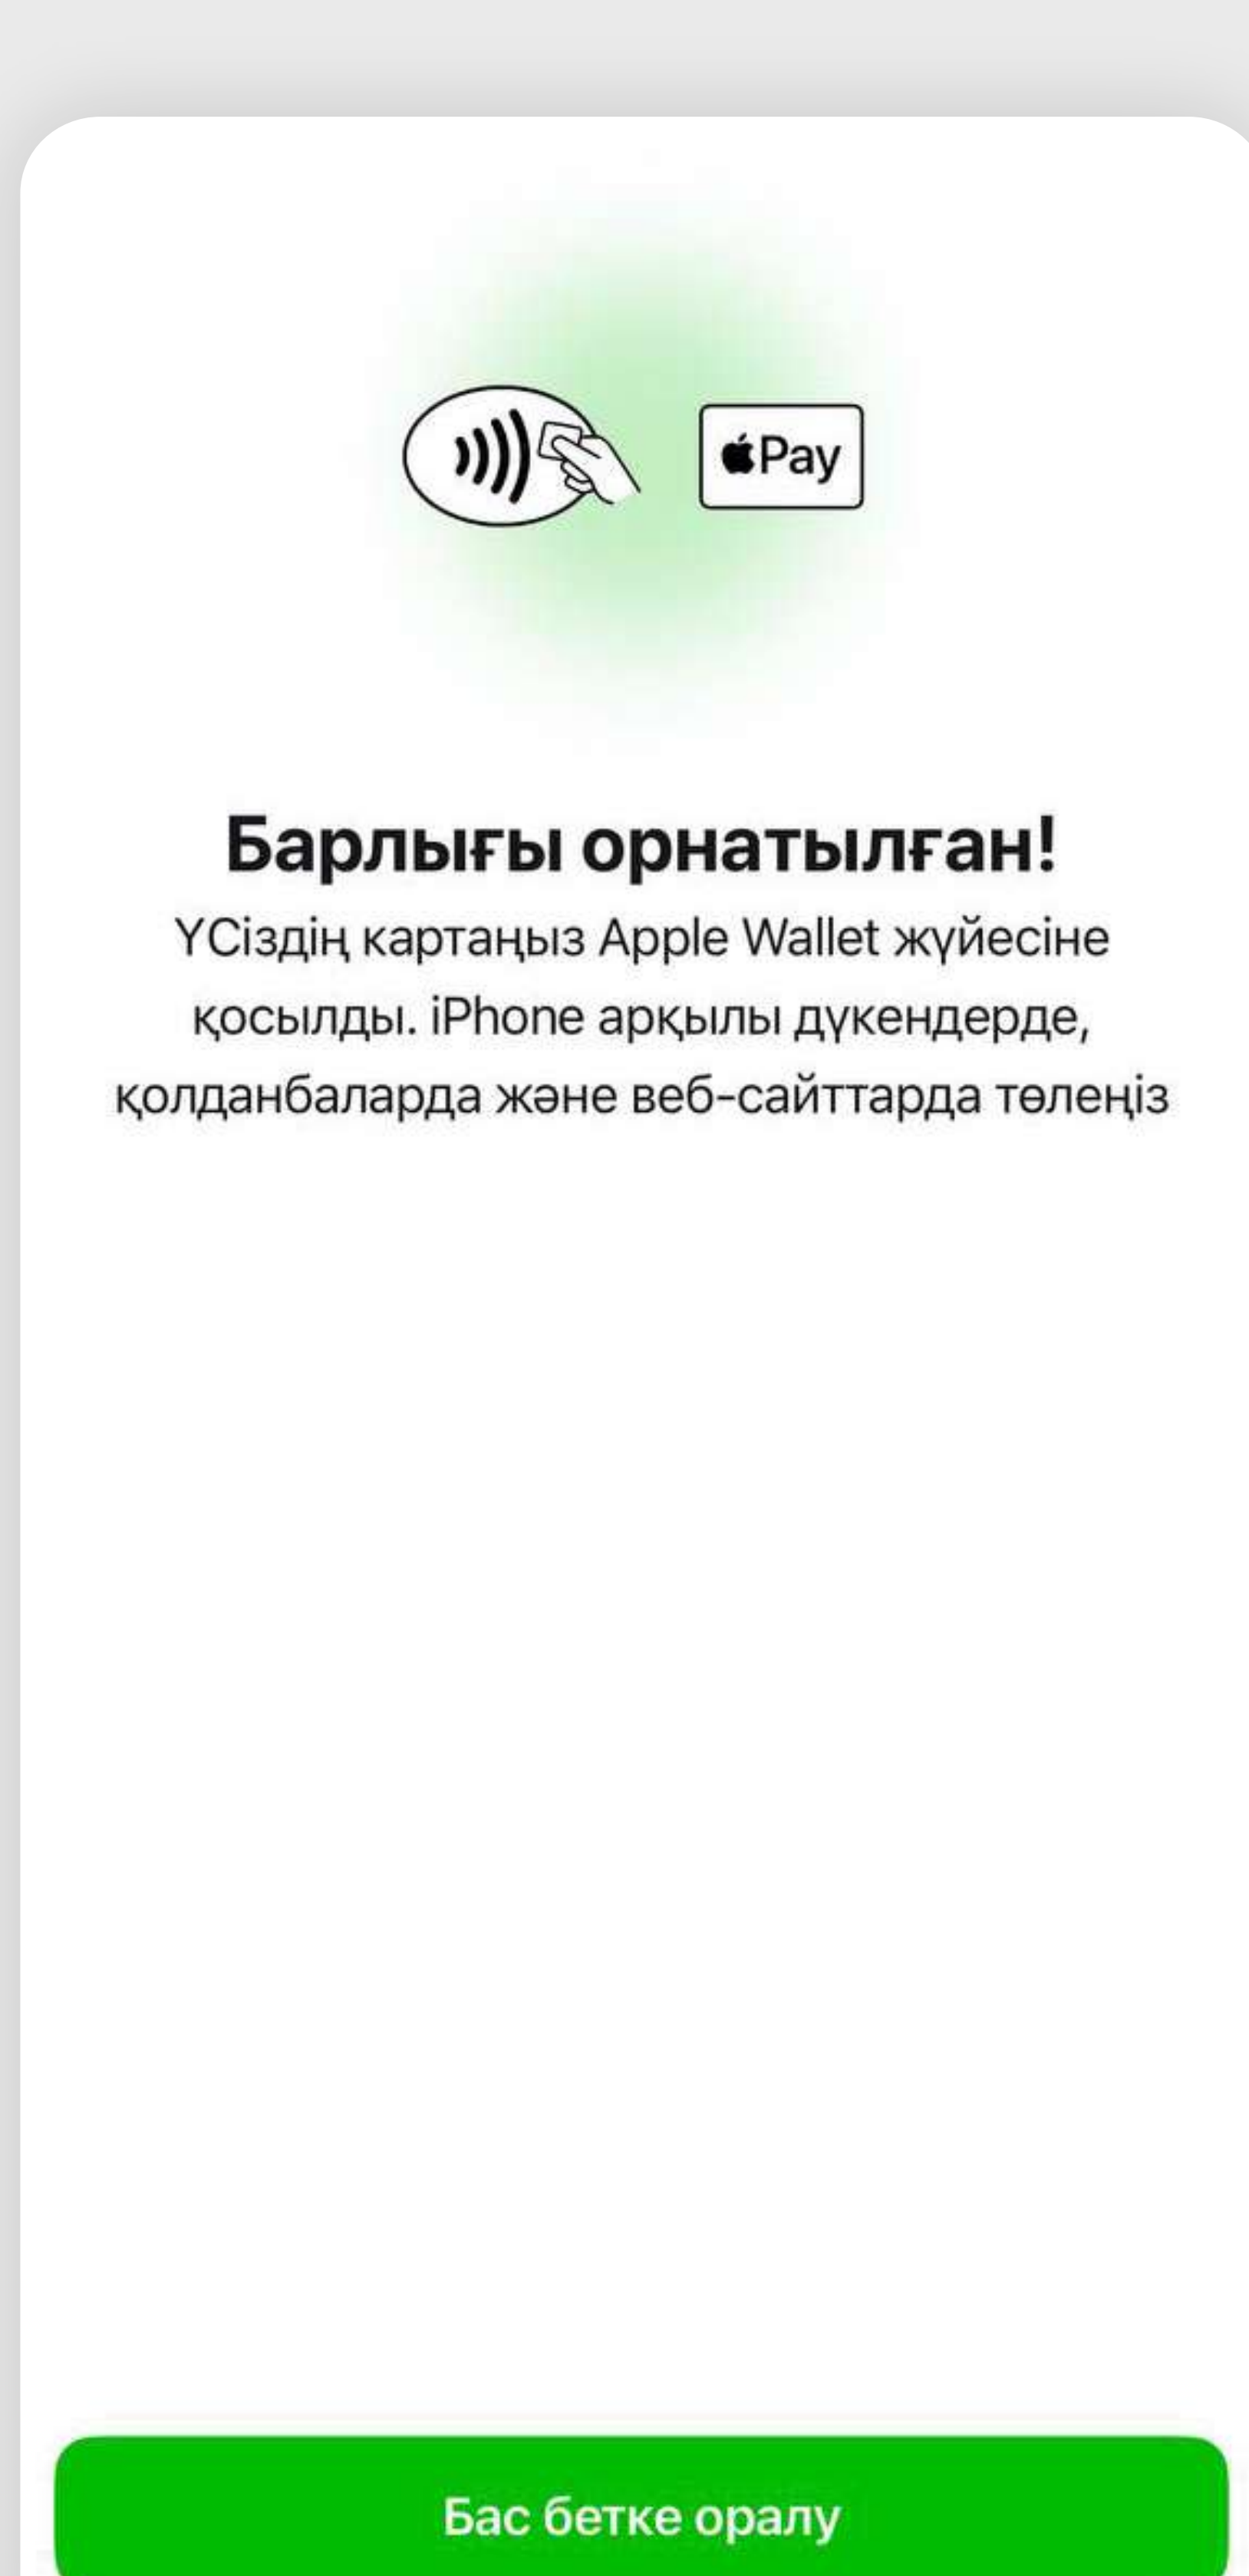 Pay
Барлығы орнатылған!
ҮСіздің картаңыз Apple Wallet жүйесіне
қосылды. iPhone арқылы дүкендерде,
қолданбаларда және веб-сайттарда төлеңіз
Бас бетке оралу